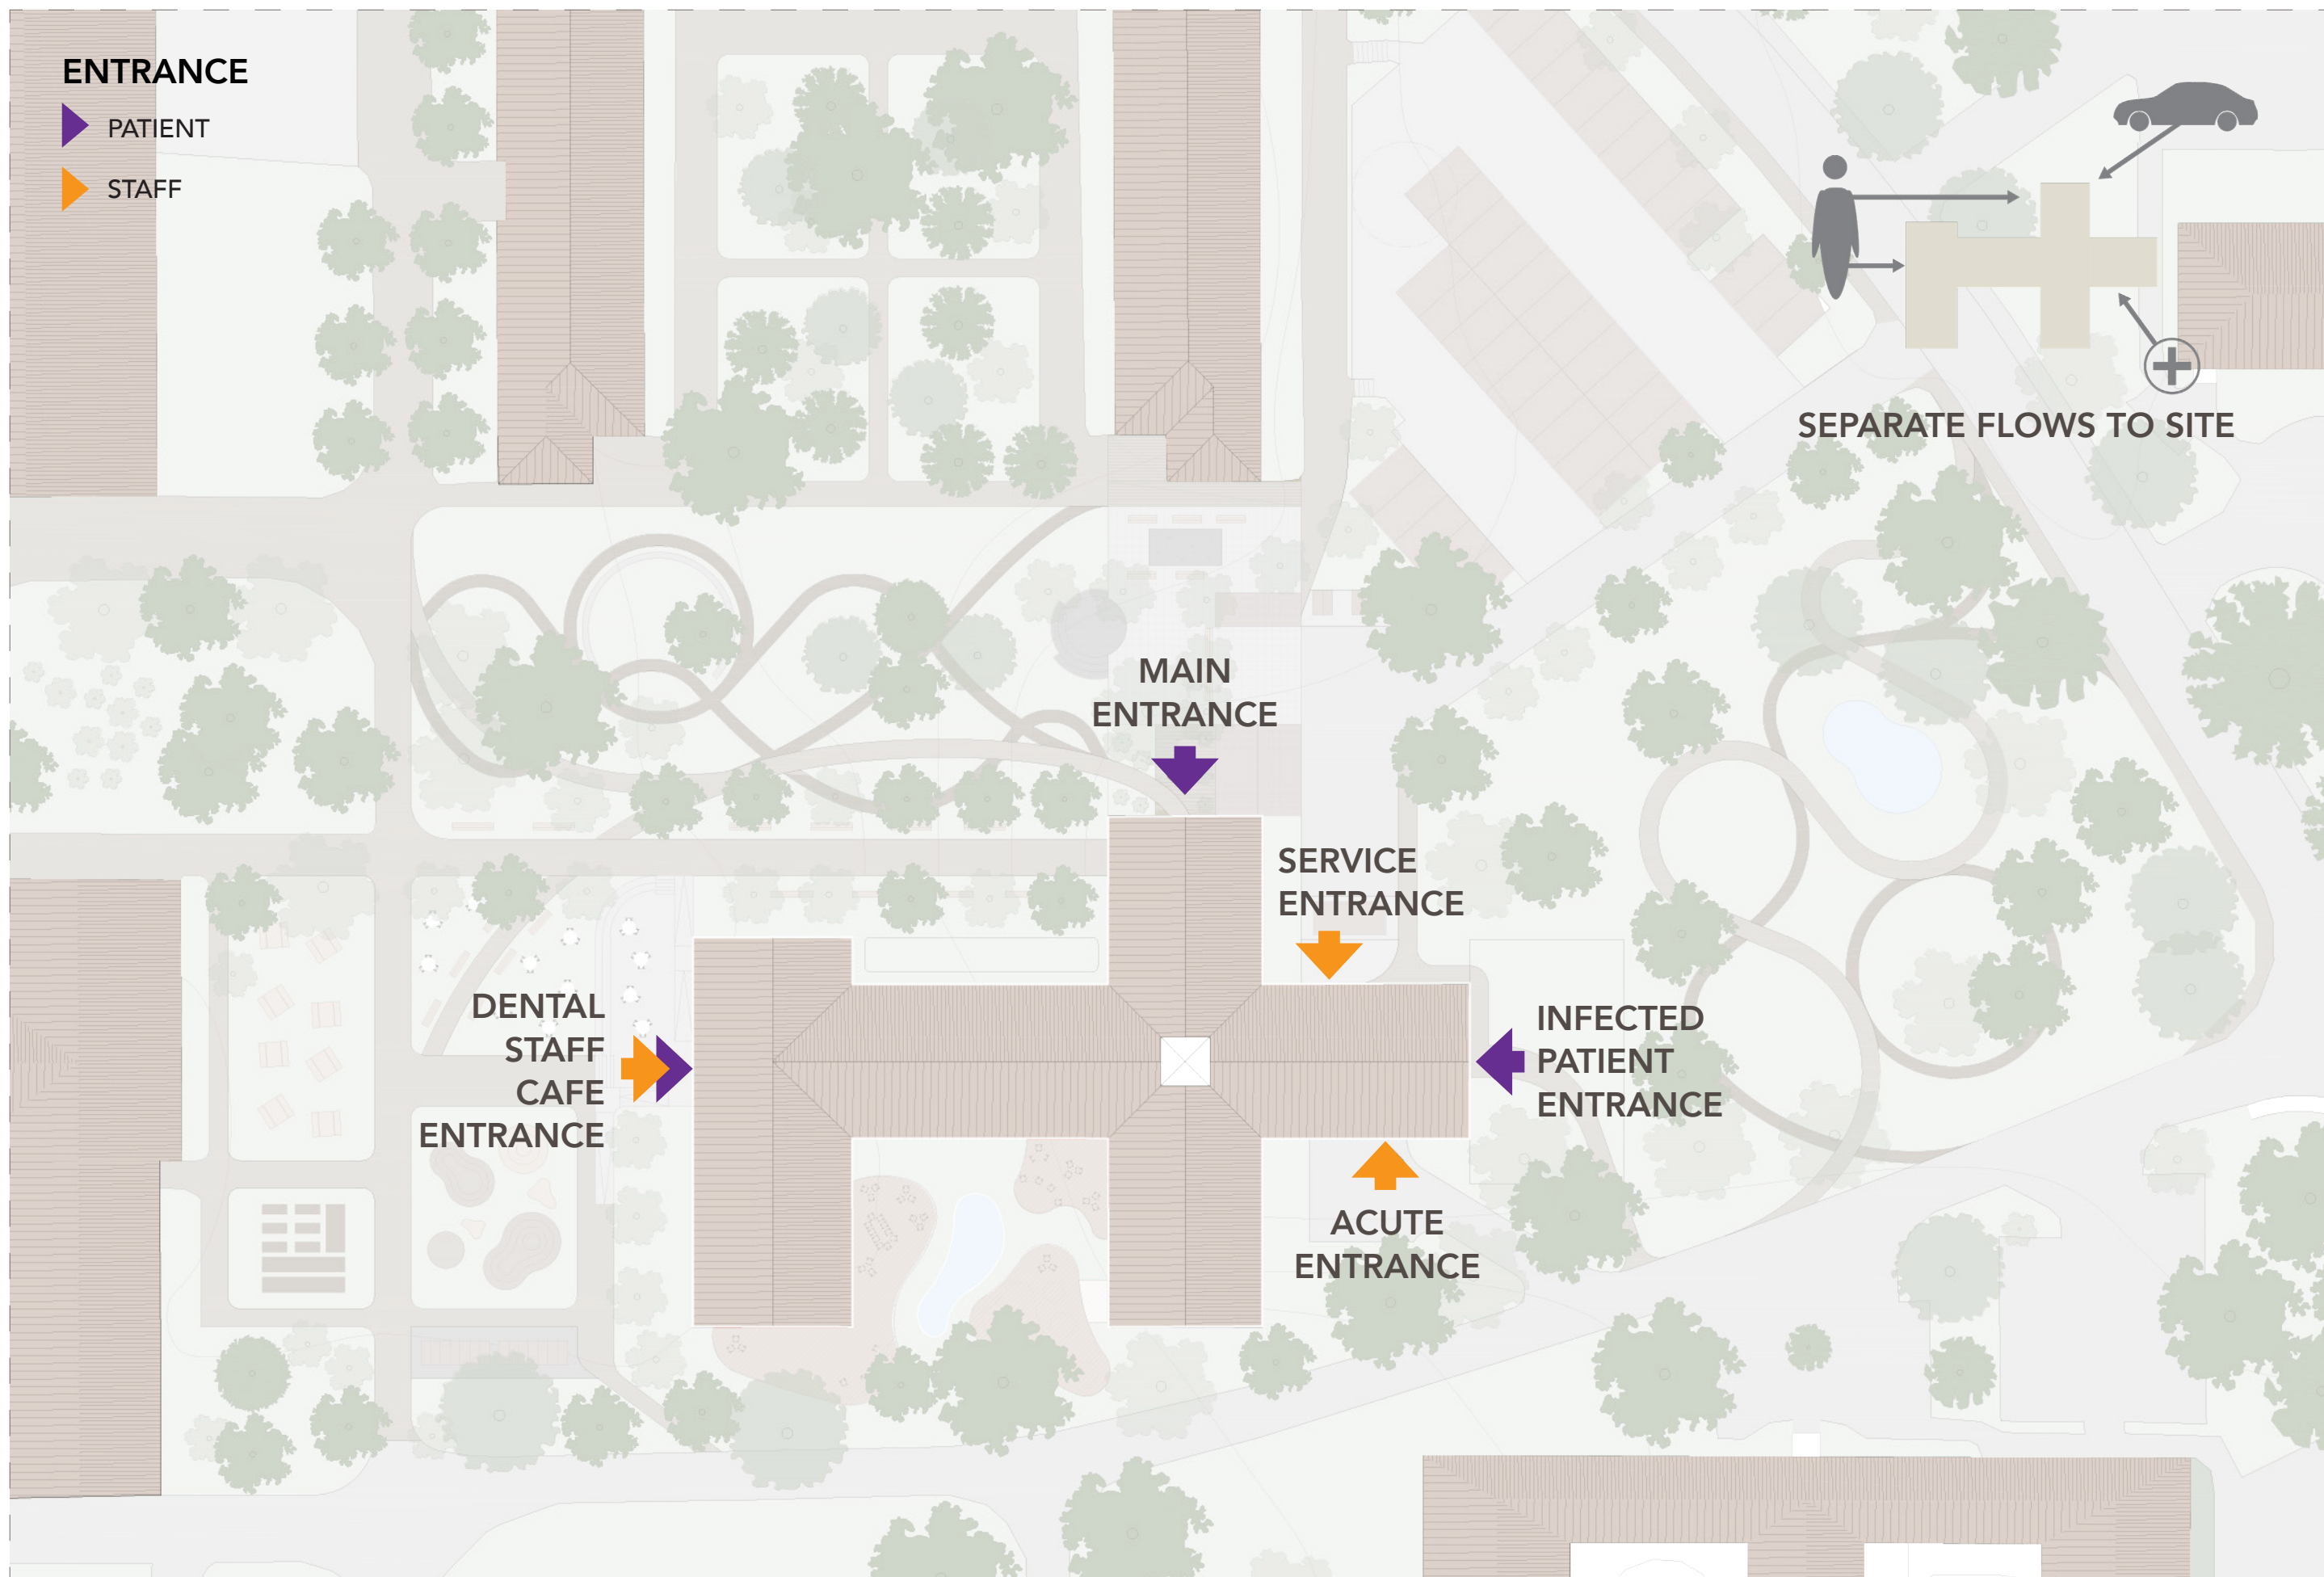 ENTRANCE
PATIENT
STAFF
SEPARATE FLOWS TO SITE
MAIN
ENTRANCE
SERVICE
ENTRANCE
DENTAL
STAFF
CAFE
ENTRANCE
INFECTED
PATIENT
ENTRANCE
ACUTE
ENTRANCE